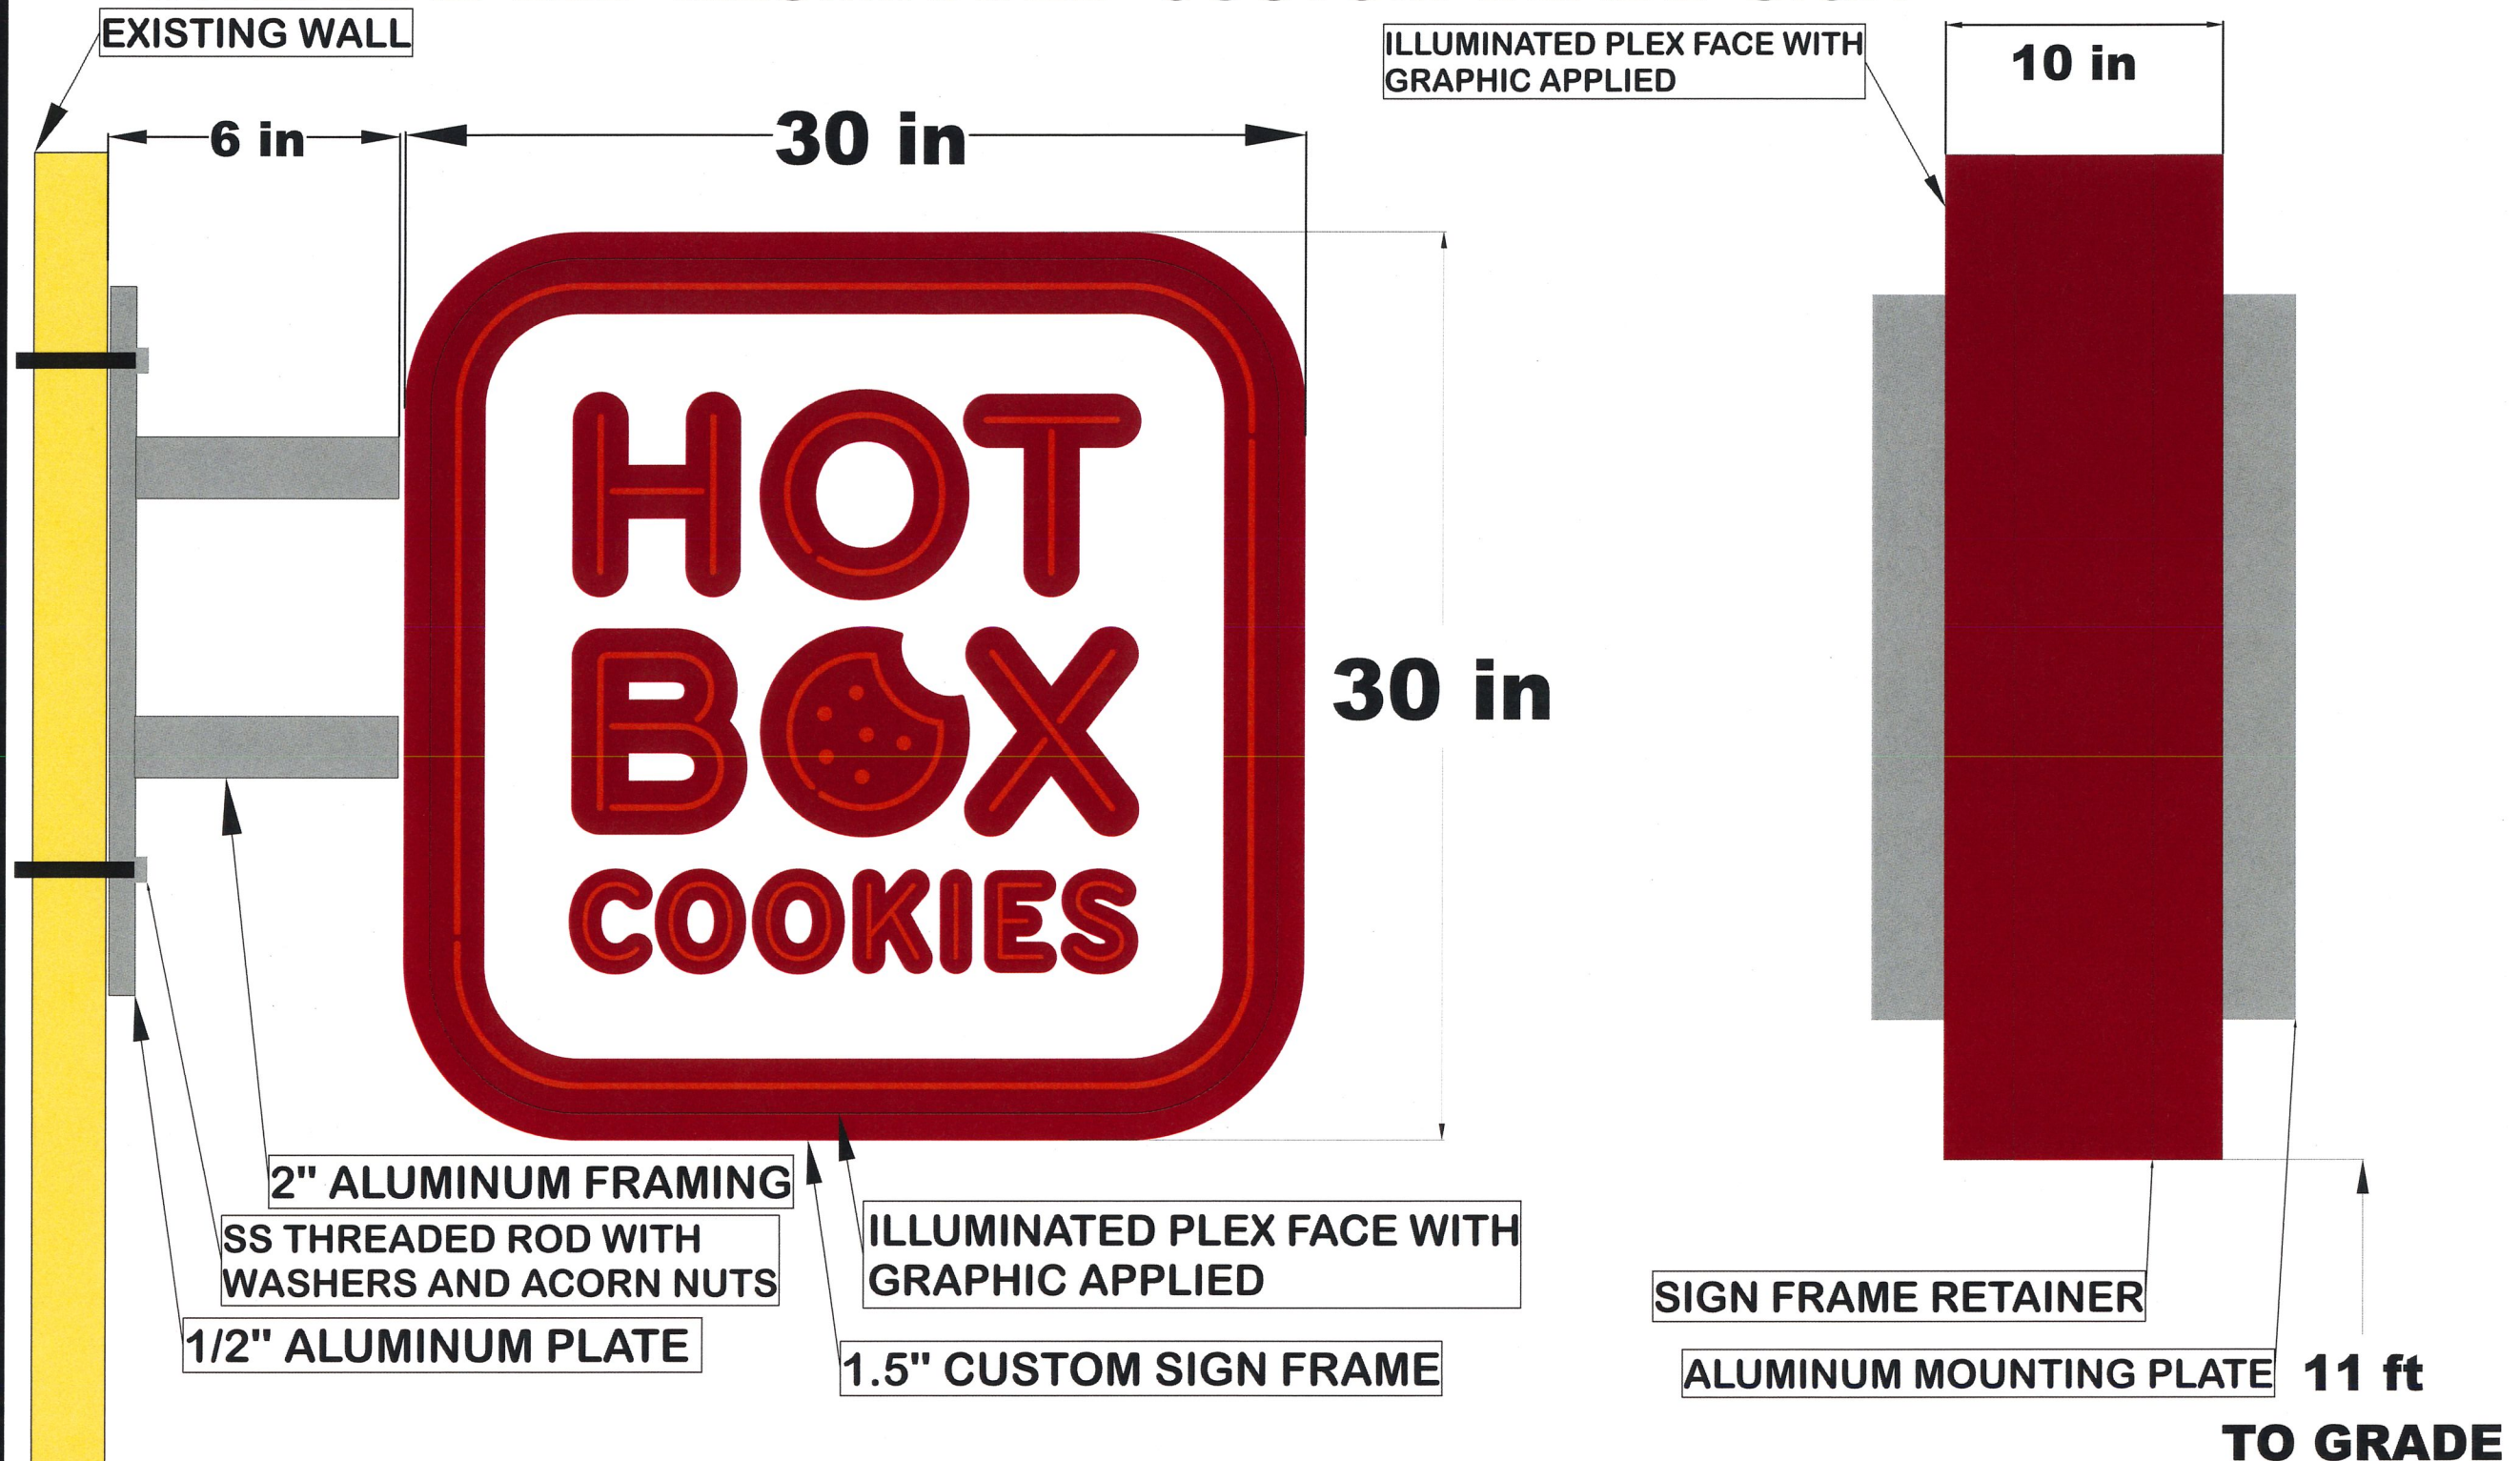 EXISTING WALL
ILLUMINATED PLEX FACE WITH
GRAPHIC APPLIED
10 in
6 in
30 in
HOT
BOX
COOKIES
30 in
2" ALUMINUM FRAMING
SS THREADED ROD WITH
WASHERS AND ACORN NUTS
1/2" ALUMINUM PLATE
ILLUMINATED PLEX FACE WITH
GRAPHIC APPLIED
1.5" CUSTOM SIGN FRAME
SIGN FRAME RETAINER
ALUMINUM MOUNTING PLATE
11 ft
TO GRADE